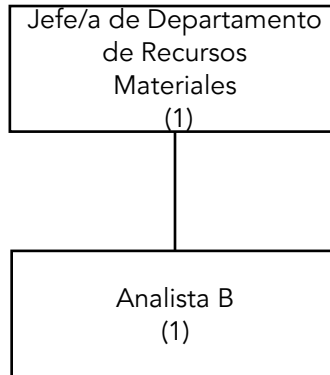 Jefe/a de Departamento
de Recursos
Materiales
(1)
Analista B
(1)